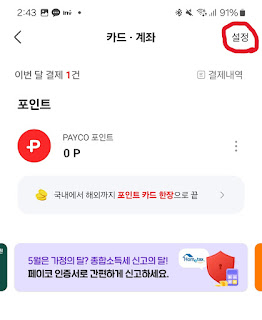 2:43
91%
카드 · 계좌
설정
이번 달 결제 1건
결제내역
포인트
PAYCO 포인트
0 P
국내에서 해외까지 포인트 카드 한장으로 끝
5월은 가정의 달? 종합소득세 신고의 달!
페이코 인증서로 간편하게 신고하세요.